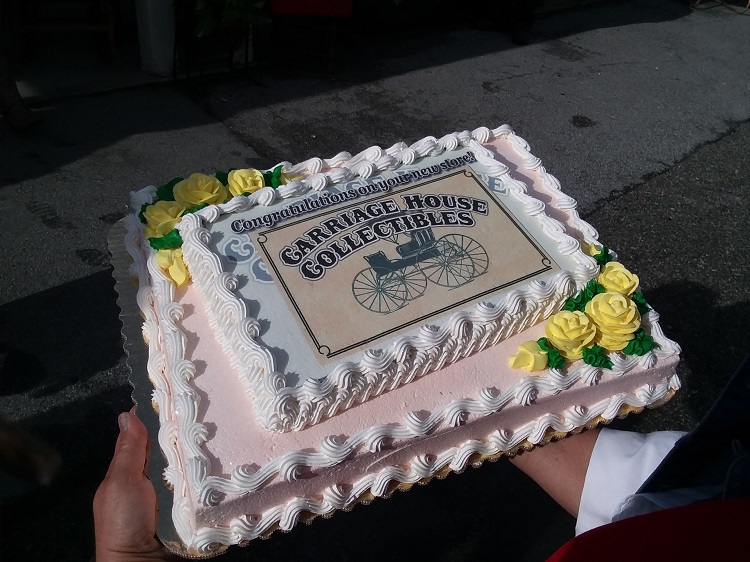 Congratulations on your new store!
CARRIAGE HOUSE
COLLECTIBLES